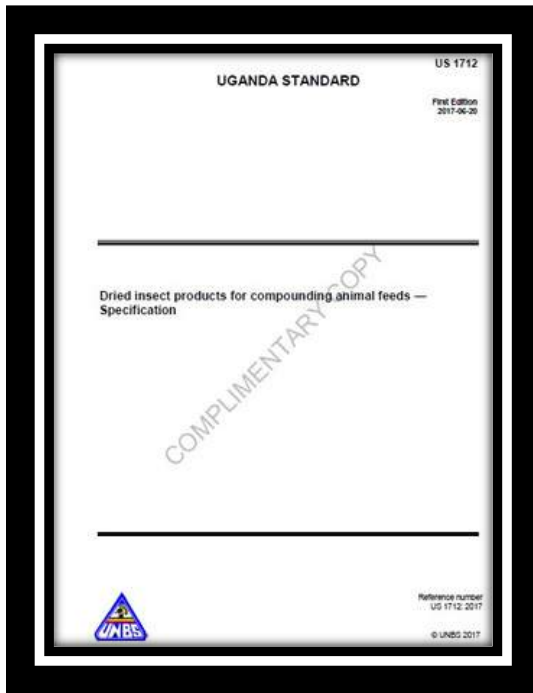 US 1712
UGANDA STANDARD
First Edition
2017-06-20
Dried insect products for compounding animal feeds —
Specification
COMPLIMENTARY COPY
UNBS
Reference number
US 1712: 2017
© UNBS 2017